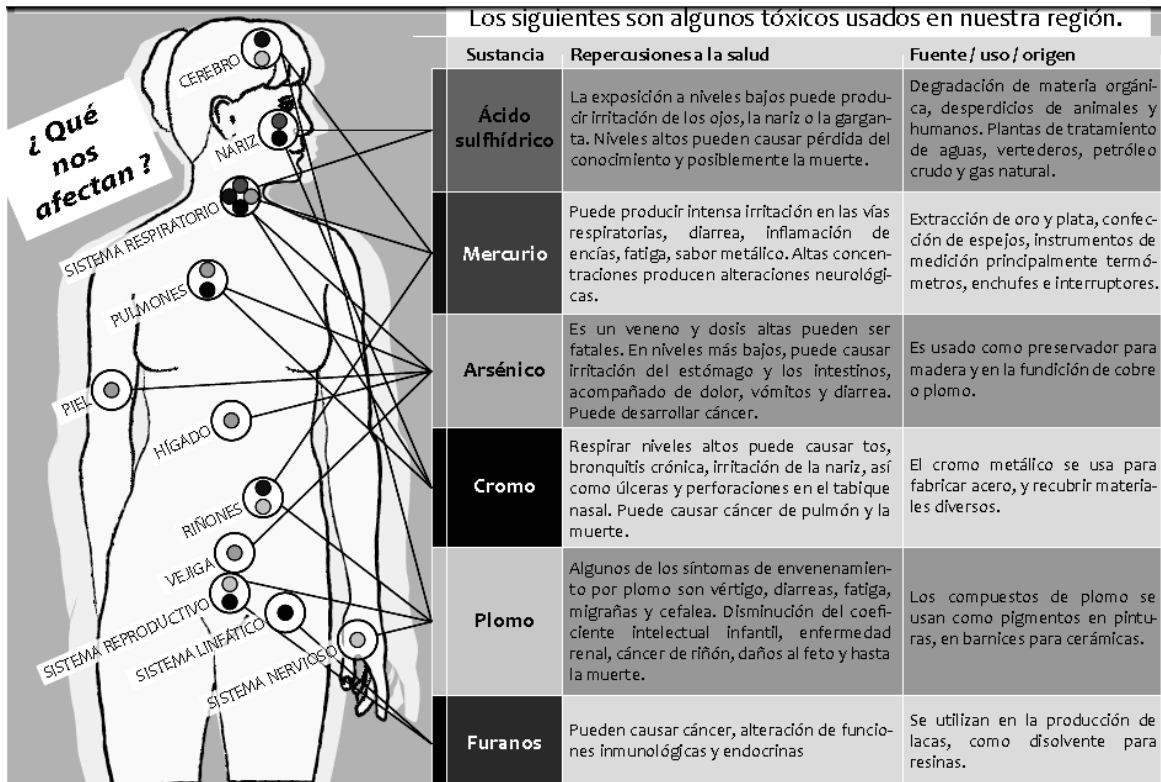 Los siguientes son algunos tóxicos usados en nuestra región.
¿ Qué
nos
afectan ?
CEREBRO
NARIZ
SISTEMA RESPIRATORIO
PULMONES
PIEL
HÍGADO
RIÑONES
VEJIGA
SISTEMA REPRODUCTIVO
SISTEMA LINFÁTICO
SISTEMA NERVIOSO
Sustancia
Repercusiones a la salud
Fuente / uso / origen
Ácido
sulfhídrico
La exposición a niveles bajos puede produ-
cir irritación de los ojos, la nariz o la gargan-
ta. Niveles altos pueden causar pérdida del
conocimiento y posiblemente la muerte.
Degradación de materia orgáni-
ca, desperdicios de animales y
humanos. Plantas de tratamiento
de aguas, vertederos, petróleo
crudo y gas natural.
Mercurio
Puede producir intensa irritación en las vías
respiratorias, diarrea, inflamación de
encías, fatiga, sabor metálico. Altas concen-
traciones producen alteraciones neurológi-
cas.
Extracción de oro y plata, confec-
ción de espejos, instrumentos de
medición principalmente termó-
metros, enchufes e interruptores.
Arsénico
Es un veneno y dosis altas pueden ser
fatales. En niveles más bajos, puede causar
irritación del estómago y los intestinos,
acompañado de dolor, vómitos y diarrea.
Puede desarrollar cáncer.
Es usado como preservador para
madera y en la fundición de cobre
o plomo.
Cromo
Respirar niveles altos puede causar tos,
bronquitis crónica, irritación de la nariz, así
como úlceras y perforaciones en el tabique
nasal. Puede causar cáncer de pulmón y la
muerte.
El cromo metálico se usa para
fabricar acero, y recubrir materia-
les diversos.
Plomo
Algunos de los síntomas de envenenamien-
to por plomo son vértigo, diarreas, fatiga,
migrañas y cefalea. Disminución del coefi-
ciente intelectual infantil, enfermedad
renal, cáncer de riñón, daños al feto y hasta
la muerte.
Los compuestos de plomo se
usan como pigmentos en pintu-
ras, en barnices para cerámicas.
Furanos
Pueden causar cáncer, alteración de funcio-
nes inmunológicas y endocrinas
Se utilizan en la producción de
lacas, como disolvente para
resinas.